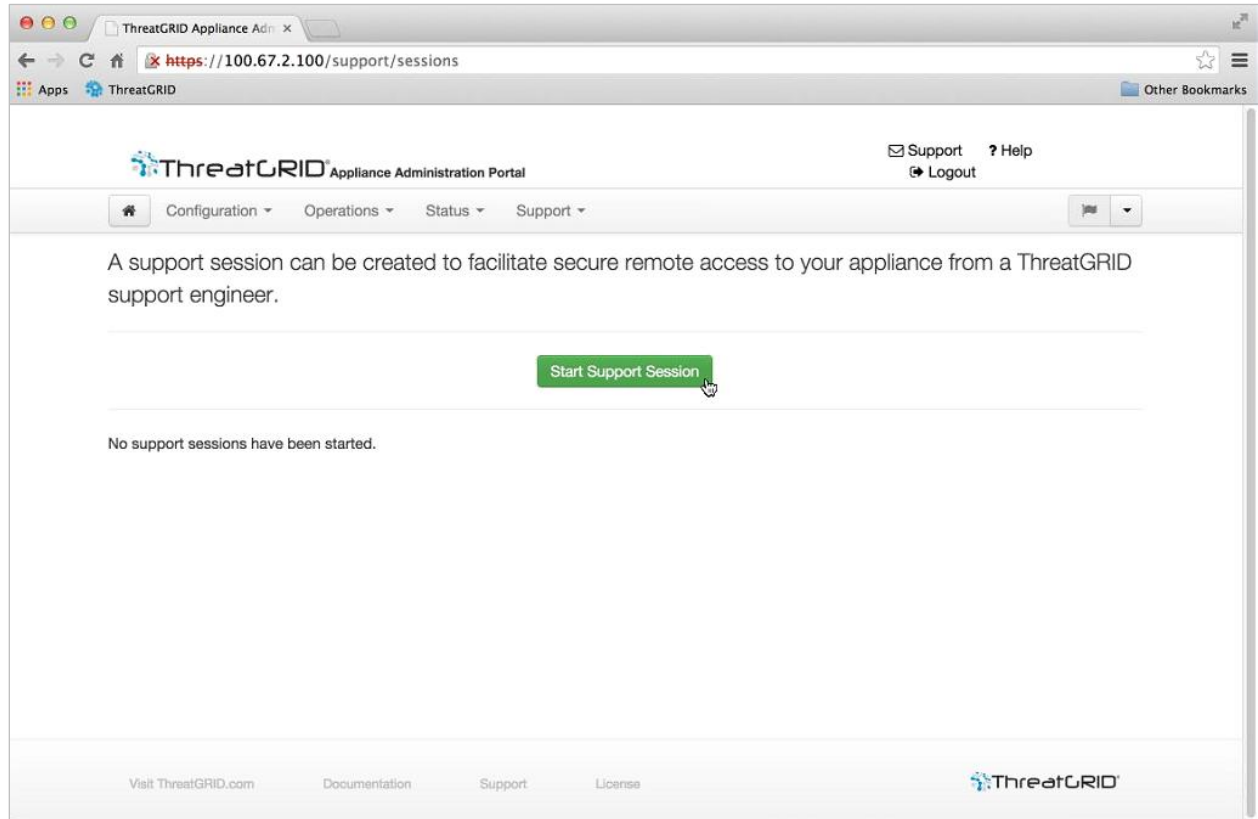 ThreatGRID Appliance Adn
https://100.67.2.100/support/sessions
Apps ThreatGRID Other Bookmarks
ThreatGRID® Appliance Administration Portal
Support ? Help
Logout
Configuration Operations Status Support
A support session can be created to facilitate secure remote access to your appliance from a ThreatGRID
support engineer.
Start Support Session
No support sessions have been started.
Visit ThreatGRID.com Documentation Support License ThreatGRID®